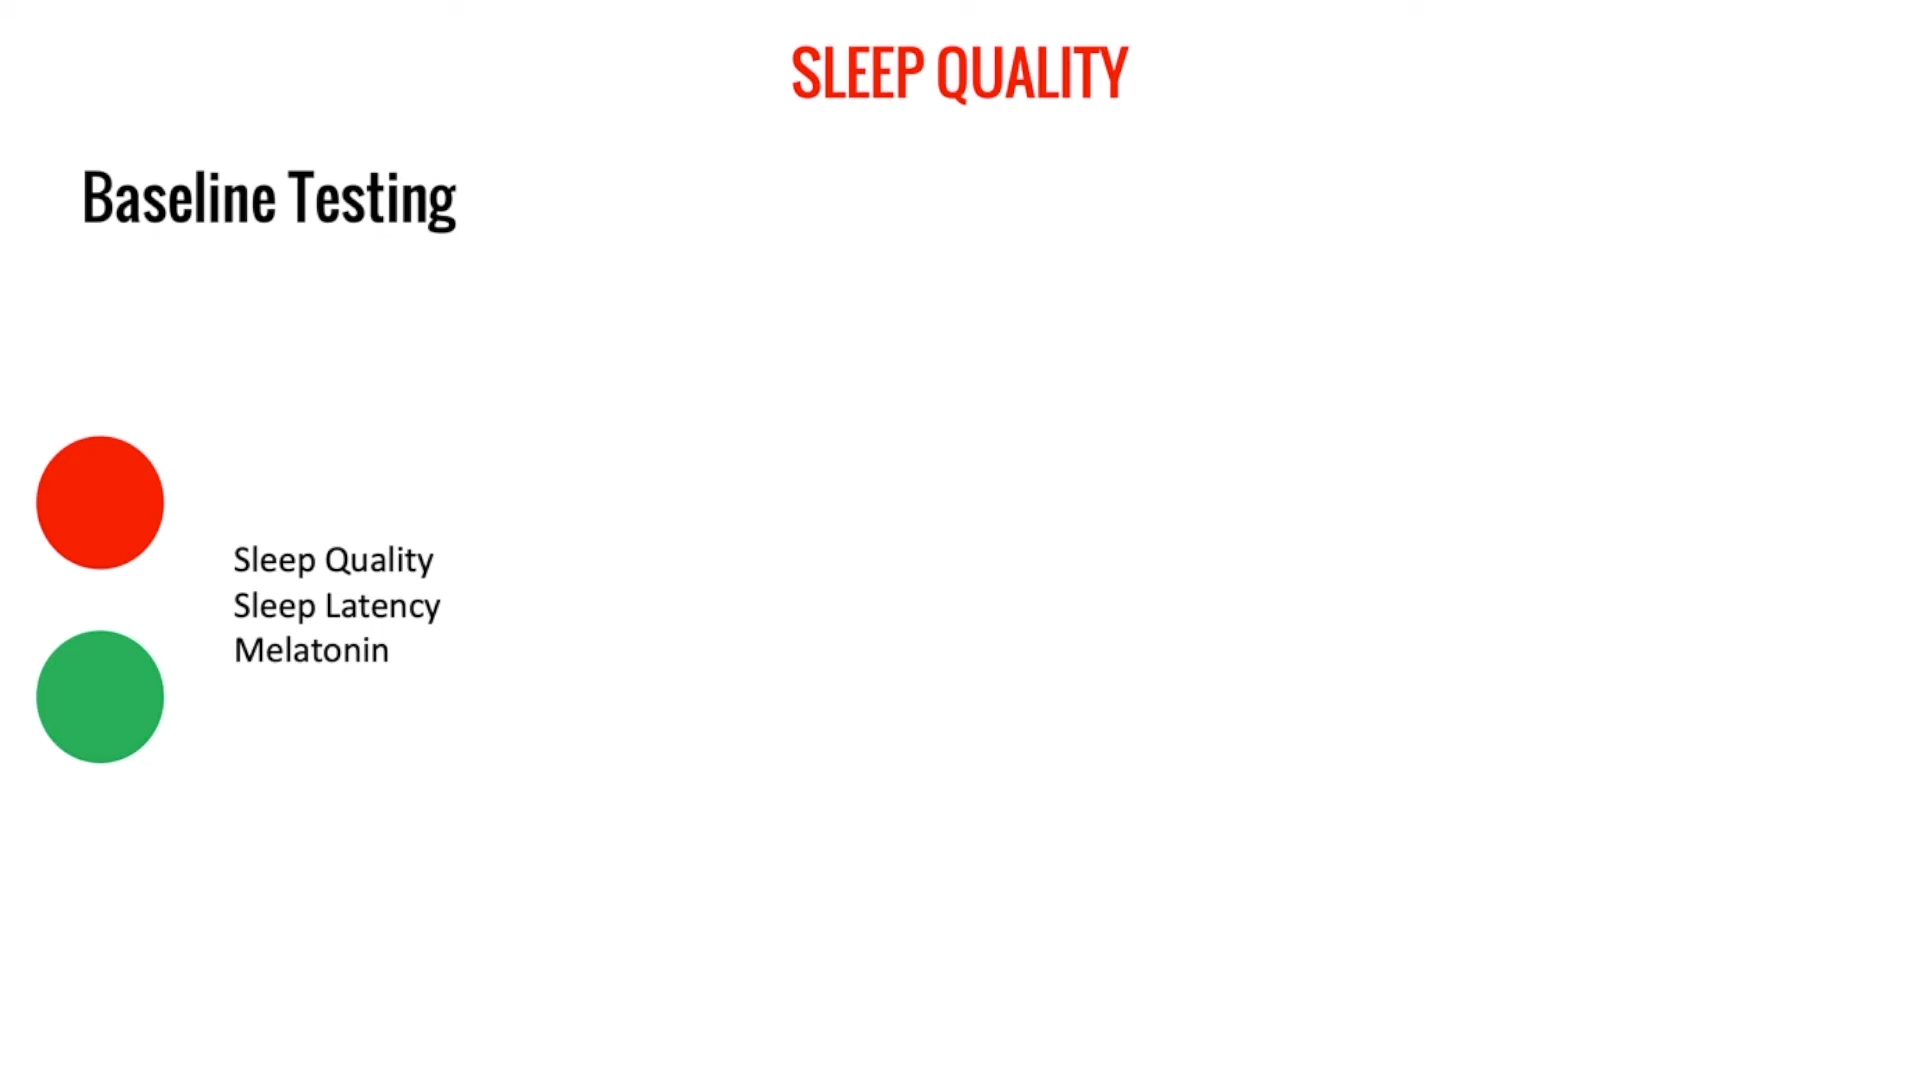 SLEEP QUALITY
Baseline Testing
Sleep Quality
Sleep Latency
Melatonin